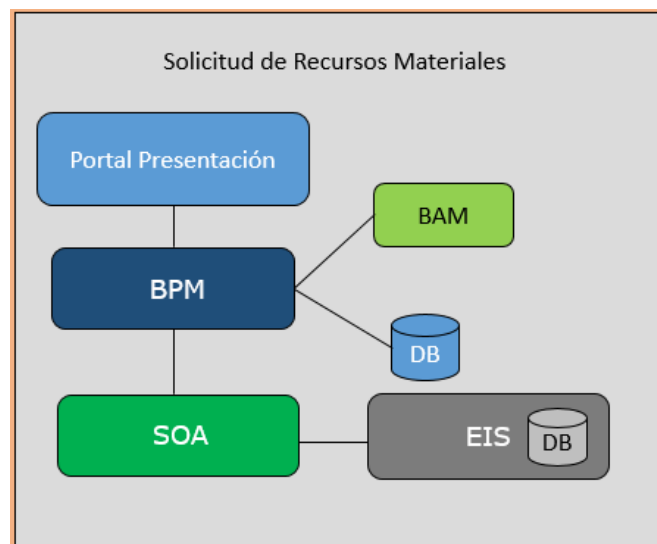 Solicitud de Recursos Materiales
Portal Presentación
BAM
BPM
DB
SOA
EIS
DB